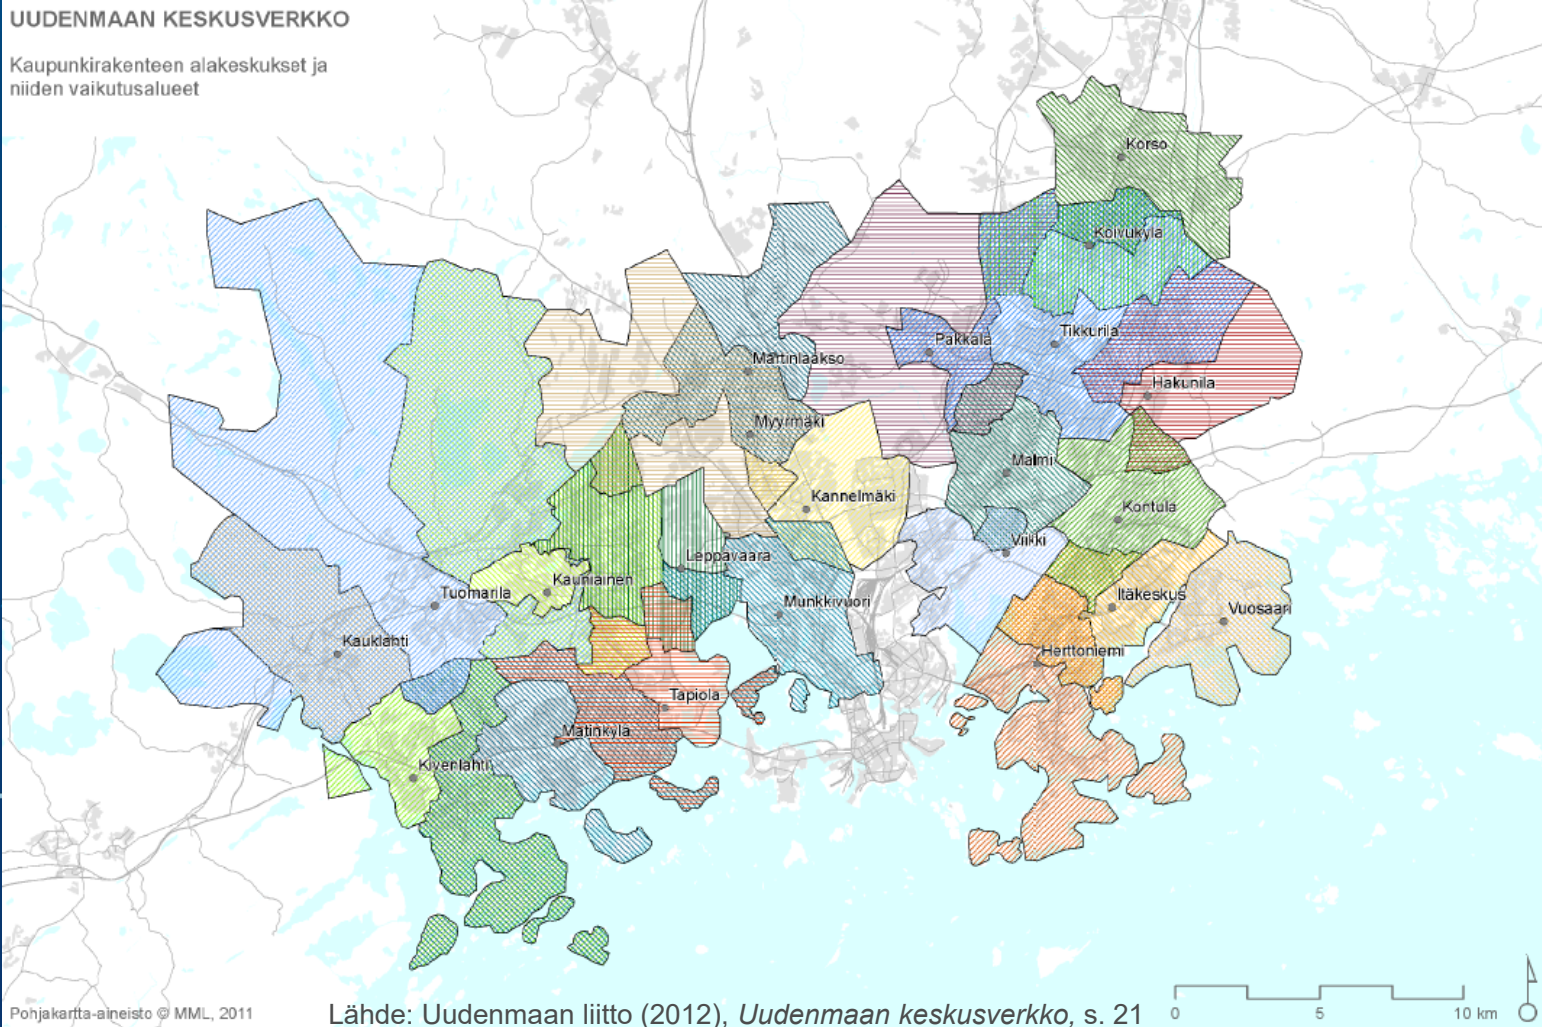 UUDENMAAN KESKUSVERKKO
Kaupunkirakenteen alakeskukset ja
niiden vaikutusalueet
Korso
Koivukylä
Tikkurila
Pakkala
Martinlaakso
Hakunila
Myyrmäki
Malmi
Kannelmäki
Kontula
Viikki
Leppävaara
Kauniainen
Tuomarila
Munkkivuori
Itäkeskus
Vuosaari
Kauklahti
Herttoniemi
Tapiola
Matinkylä
Kivenlahti
Pohjakartta-aineisto © MML, 2011
Lähde: Uudenmaan liitto (2012), Uudenmaan keskusverkko, s. 21
0 5 10 km